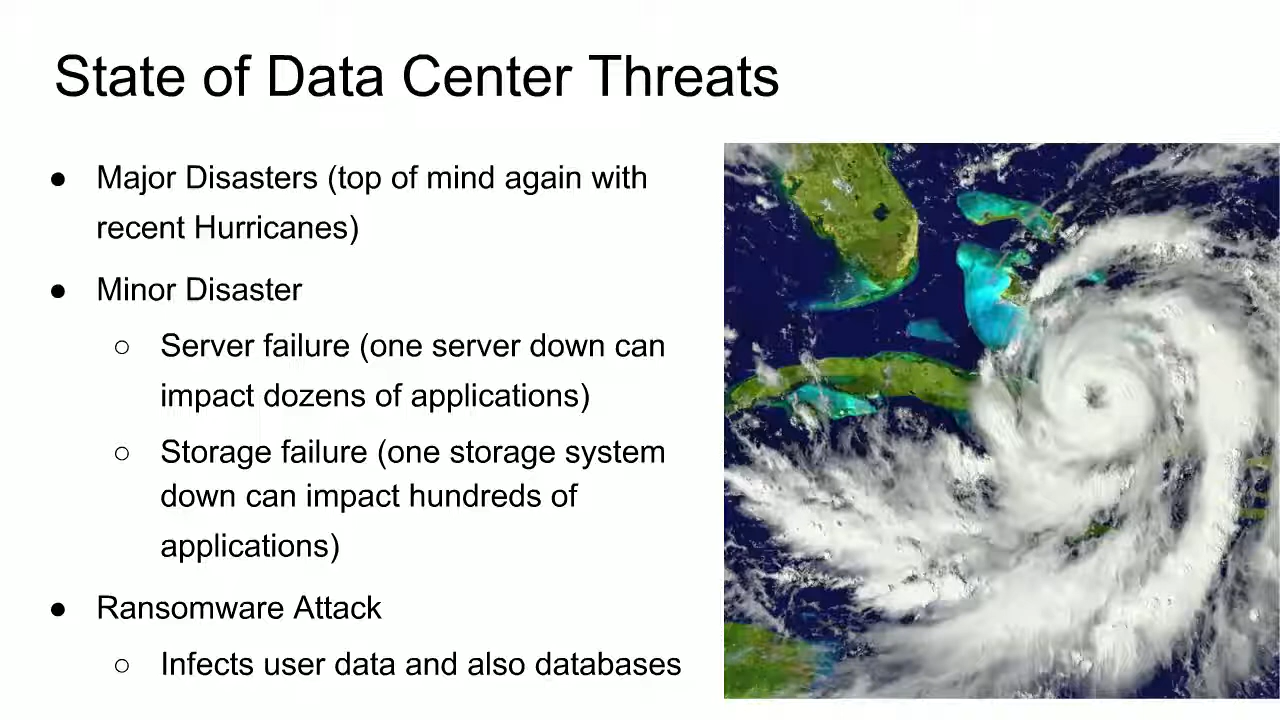 State of Data Center Threats
● Major Disasters (top of mind again with
recent Hurricanes)
● Minor Disaster
○ Server failure (one server down can
impact dozens of applications)
○ Storage failure (one storage system
down can impact hundreds of
applications)
● Ransomware Attack
○ Infects user data and also databases